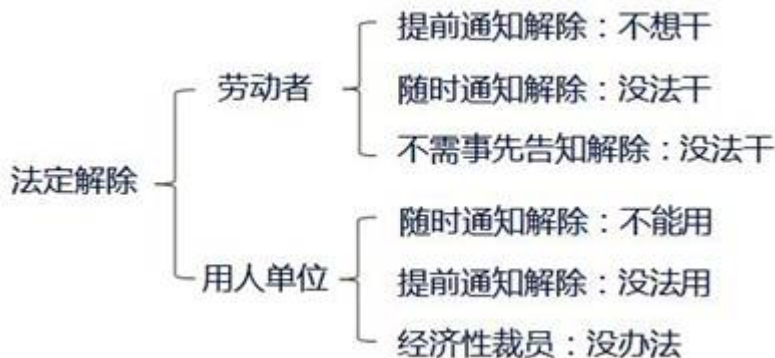 提前通知解除：不想干
劳动者
随时通知解除：没法干
不需事先告知解除：没法干
法定解除
随时通知解除：不能用
用人单位
提前通知解除：没法用
经济性裁员：没办法